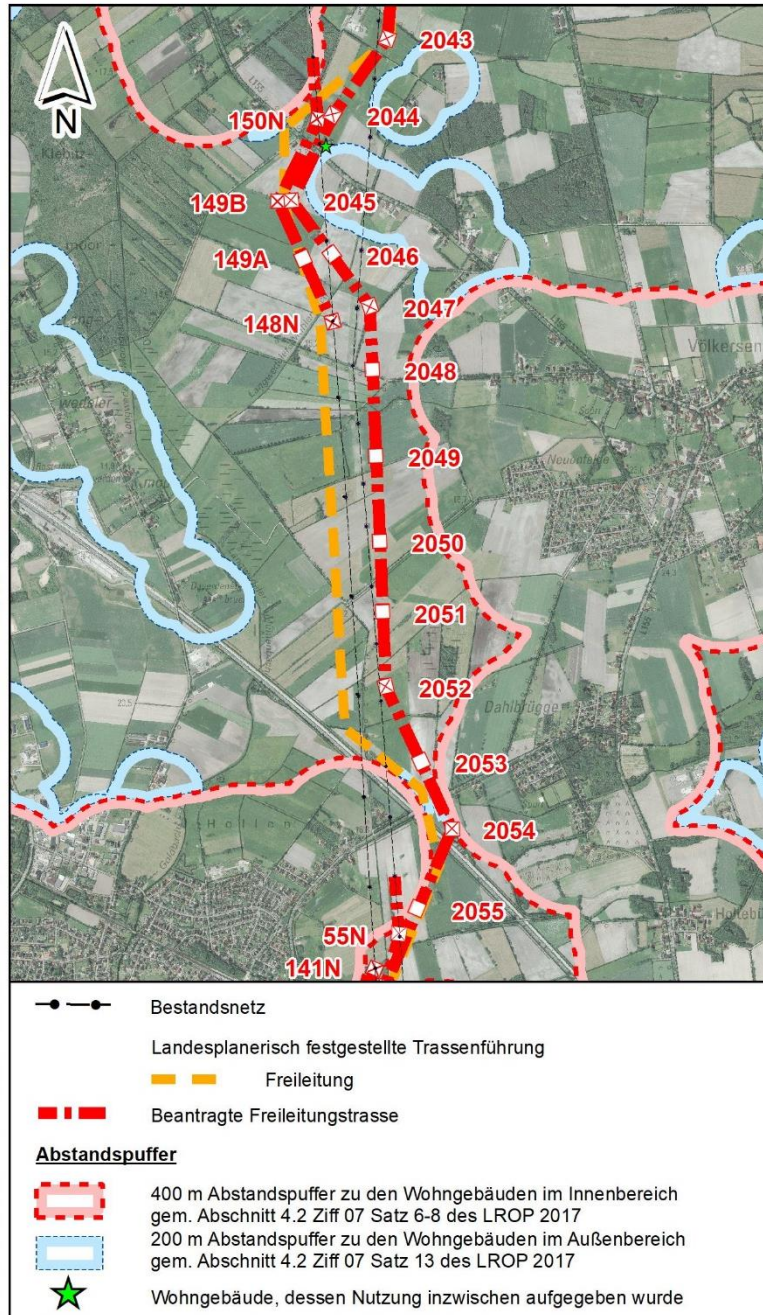 2043
150N
2044
149B
2045
2046
149A
2047
148N
Völkersen
2048
2049
2050
2051
2052
Dahlbrügge
2053
Hollen
2054
2055
55N
141N
N
Bestandsnetz
Landesplanerisch festgestellte Trassenführung
Freileitung
Beantragte Freileitungstrasse
Abstandspuffer
400 m Abstandspuffer zu den Wohngebäuden im Innenbereich
gem. Abschnitt 4.2 Ziff 07 Satz 6-8 des LROP 2017
200 m Abstandspuffer zu den Wohngebäuden im Außenbereich
gem. Abschnitt 4.2 Ziff 07 Satz 13 des LROP 2017
Wohngebäude, dessen Nutzung inzwischen aufgegeben wurde